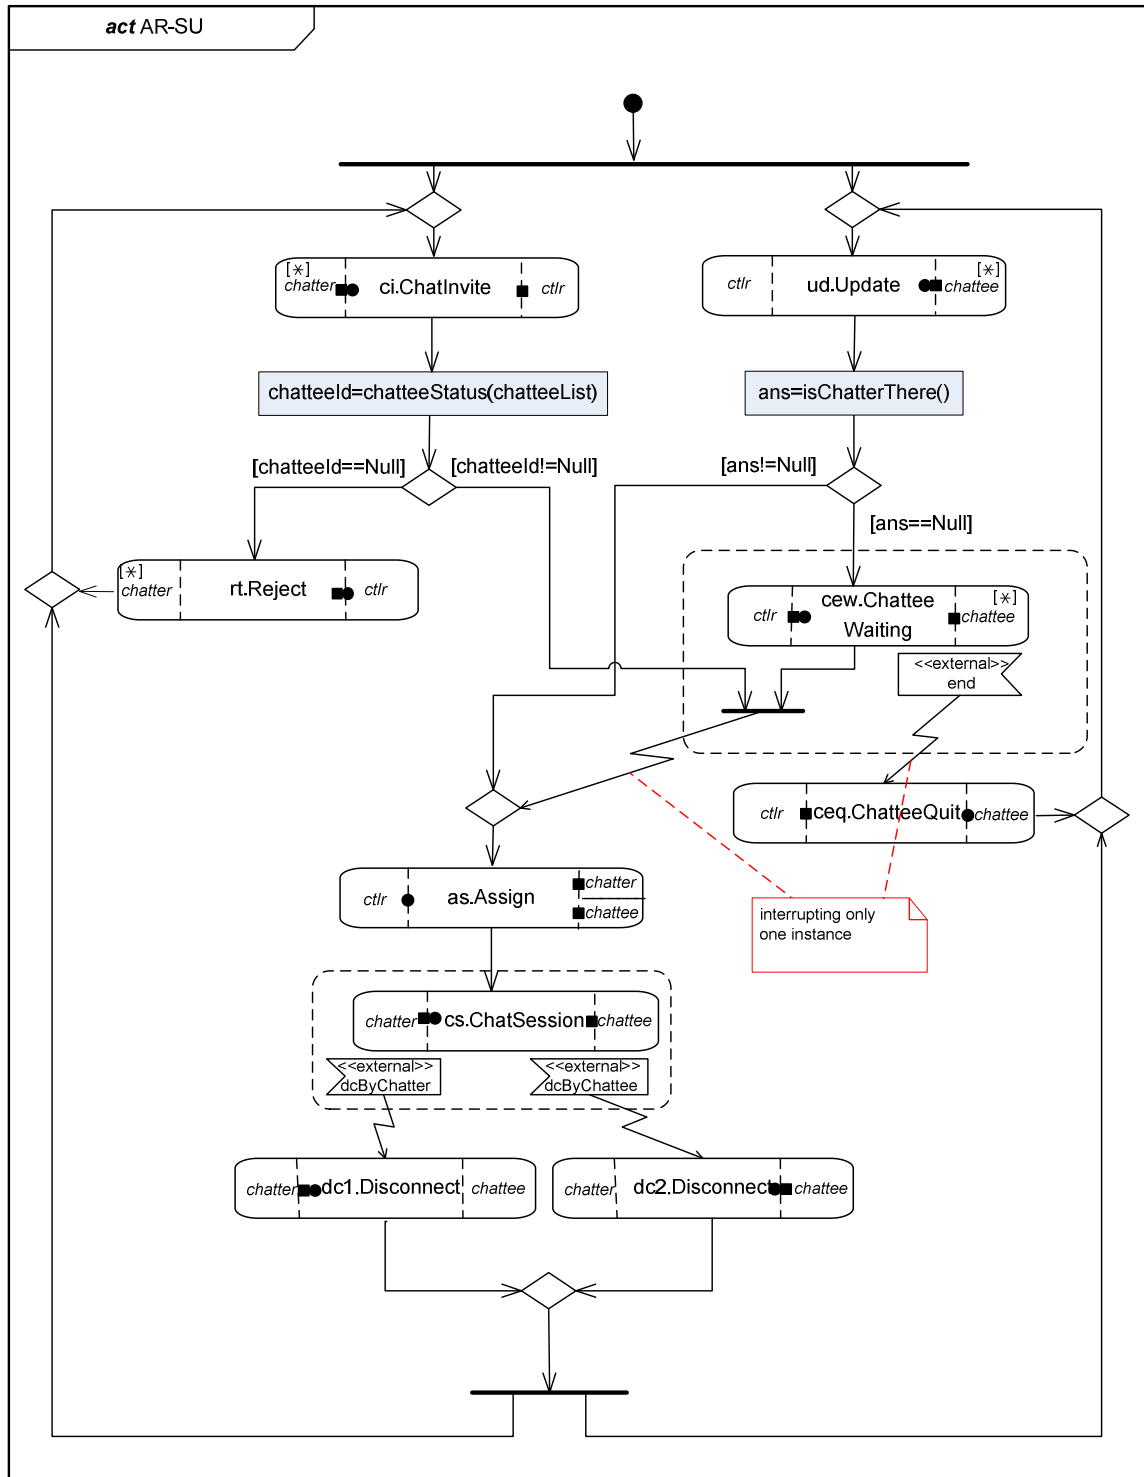 act AR-SU
[*]
chatter
ci.ChatInvite
ctlr
ctlr
ud.Update
[*]
chattee
chatteeId=chatteeStatus(chatteeList)
ans=isChatterThere()
[chatteeId==Null]
[chatteeId!=Null]
[ans!=Null]
[ans==Null]
[*]
chatter
rt.Reject
ctlr
ctlr
cew.Chattee
Waiting
[*]
chattee
<<external>>
end
ctlr
ceq.ChatteeQuit
chattee
ctlr
as.Assign
chatter
chattee
interrupting only
one instance
chatter
cs.ChatSession
chattee
<<external>>
dcByChatter
<<external>>
dcByChattee
chatter
dc1.Disconnect
chattee
chatter
dc2.Disconnect
chattee